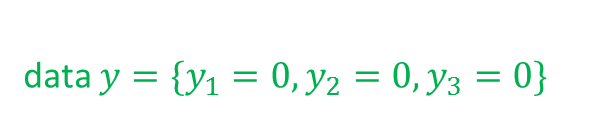 data y = {y₁ = 0, y₂ = 0, y₃ = 0}